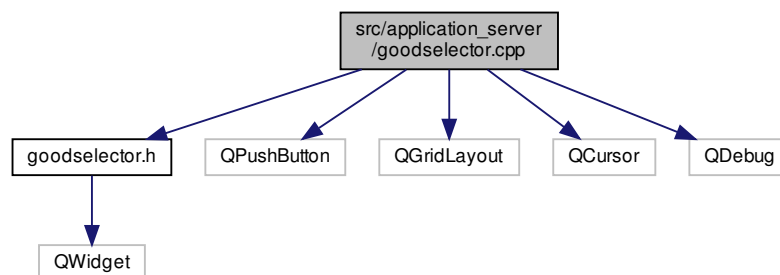 src/application_server
/goodselector.cpp
goodselector.h
QPushButton
QGridLayout
QCursor
QDebug
QWidget